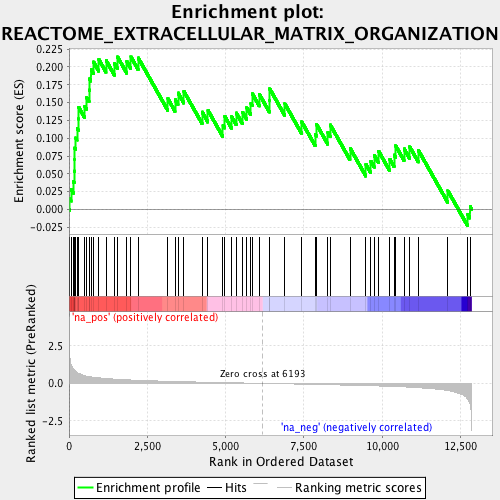 Enrichment plot:
REACTOME_EXTRACELLULAR_MATRIX_ORGANIZATION
Enrichment score (ES)
0.225
0.200
0.175
0.150
0.125
0.100
0.075
0.050
0.025
0.000
-0.025
'na_pos' (positively correlated)
Ranked list metric (PreRanked)
2.5
0.0
-2.5
Zero cross at 6193
'na_neg' (negatively correlated)
0 2,500 5,000 7,500 10,000 12,500
Rank in Ordered Dataset
Enrichment profile Hits Ranking metric scores